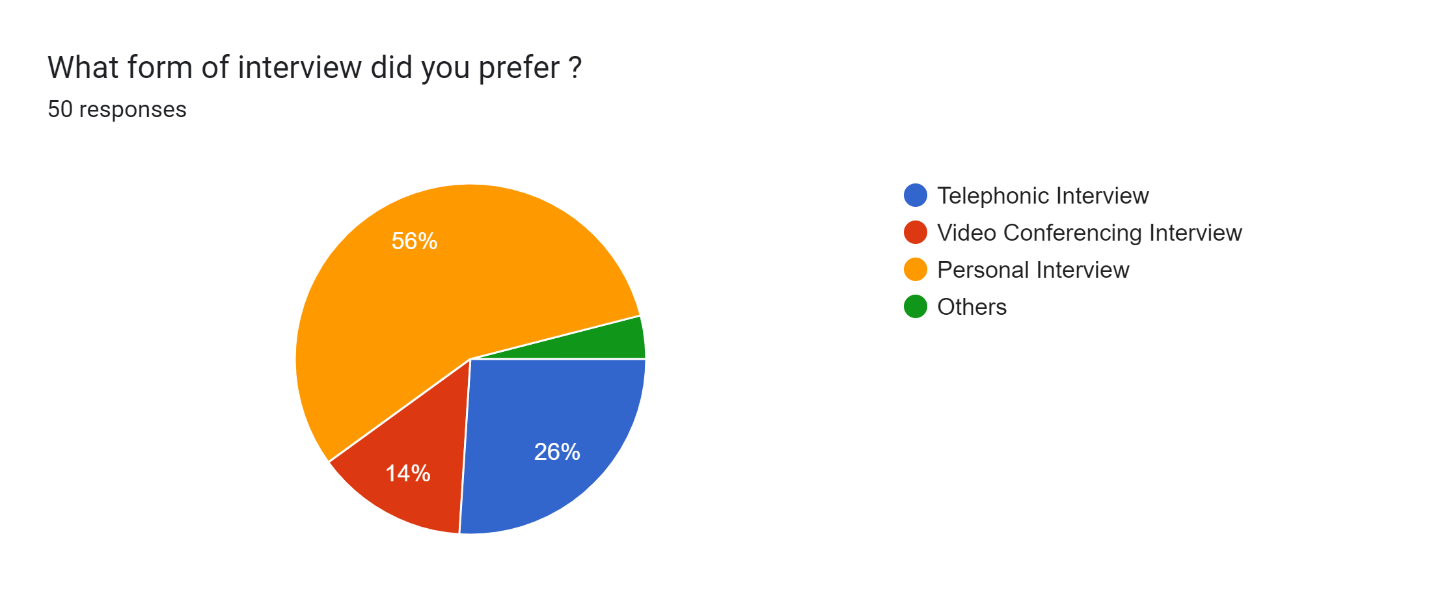 What form of interview did you prefer ?
50 responses
56%
26%
14%
Telephonic Interview
Video Conferencing Interview
Personal Interview
Others